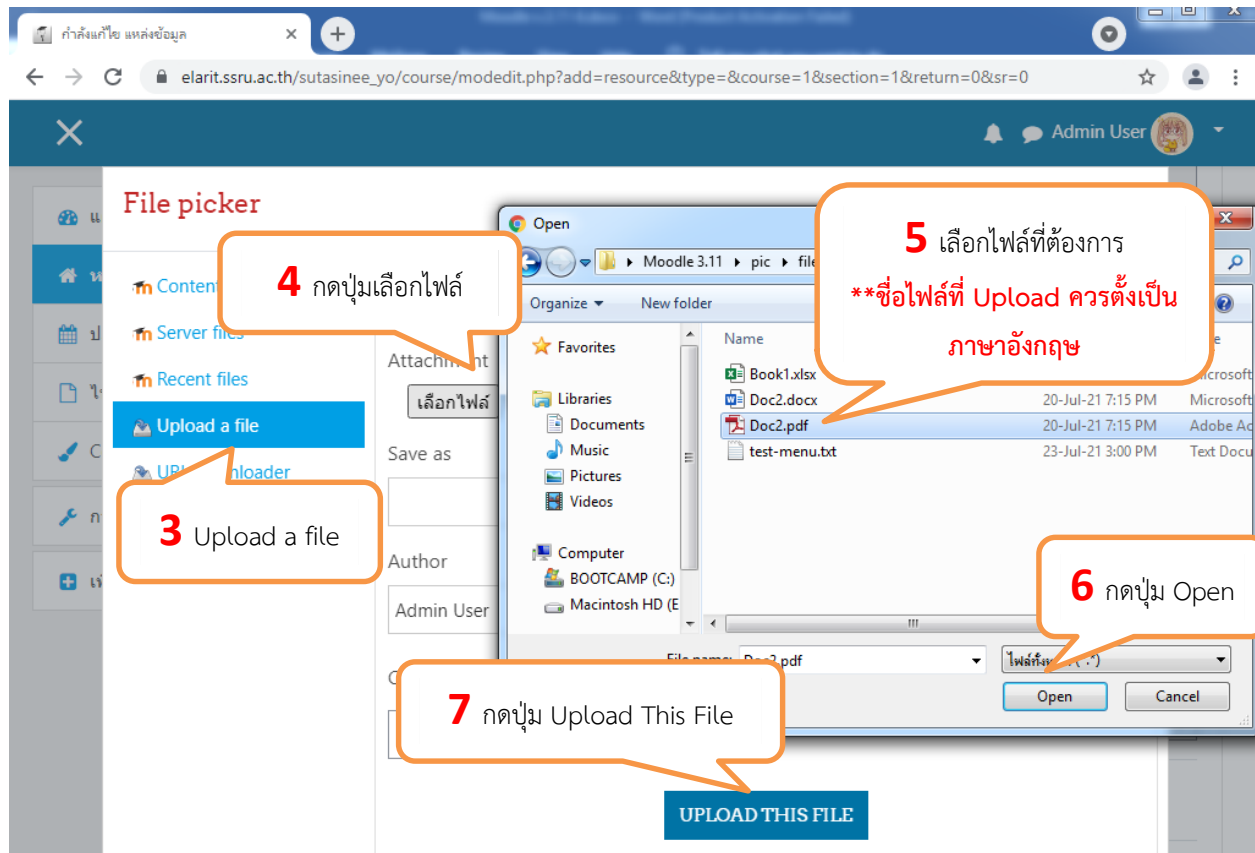 กำลังแก้ไข แหล่งข้อมูล
elarit.ssru.ac.th/sutasinee_yo/course/modedit.php?add=resource&type=&course=1&section=1&return=0&sr=0
Admin User
File picker
Open
4 กดปุ่มเลือกไฟล์
5 เลือกไฟล์ที่ต้องการ
**ชื่อไฟล์ที่ Upload ควรตั้งเป็น
ภาษาอังกฤษ
Moodle 3.11 pic
Organize New folder
Server files
Recent files
Upload a file
3 Upload a file
Attachment
เลือกไฟล์
Save as
Author
Admin User
Favorites
Libraries
Documents
Music
Pictures
Videos
Computer
BOOTCAMP (C:)
Macintosh HD (E
Name
Book1.xlsx Microsoft
Doc2.docx 20-Jul-21 7:15 PM Microsoft
Doc2.pdf 20-Jul-21 7:15 PM Adobe Ac
test-menu.txt 23-Jul-21 3:00 PM Text Docu
6 กดปุ่ม Open
Open Cancel
7 กดปุ่ม Upload This File
UPLOAD THIS FILE